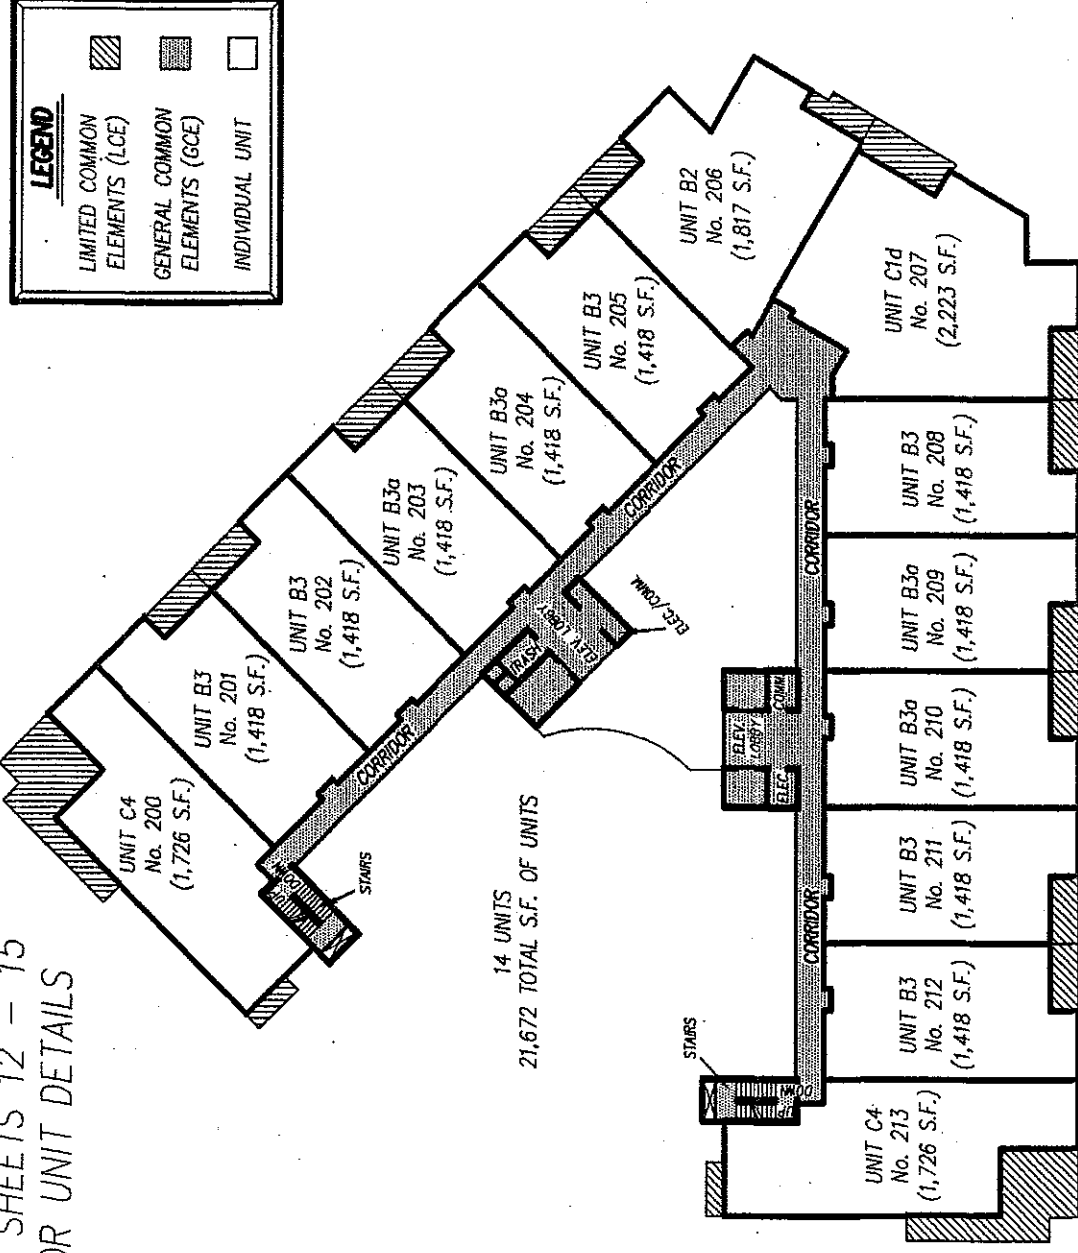 SHEETS 12 - 15
OR UNIT DETAILS
LEGEND
LIMITED COMMON
ELEMENTS (LCE)
GENERAL COMMON
ELEMENTS (GCE)
INDIVIDUAL UNIT
UNIT C4
No. 200
(1,726 S.F.)
UNIT B3
No. 201
(1,418 S.F.)
UNIT B3
No. 202
(1,418 S.F.)
UNIT B3a
No. 203
(1,418 S.F.)
UNIT B3a
No. 204
(1,418 S.F.)
UNIT B3
No. 205
(1,418 S.F.)
UNIT B2
No. 206
(1,817 S.F.)
UNIT C1d
No. 207
(2,223 S.F.)
UNIT B3
No. 208
(1,418 S.F.)
UNIT B3a
No. 209
(1,418 S.F.)
UNIT B3a
No. 210
(1,418 S.F.)
UNIT B3
No. 211
(1,418 S.F.)
UNIT B3
No. 212
(1,418 S.F.)
UNIT C4
No. 213
(1,726 S.F.)
14 UNITS
21,672 TOTAL S.F. OF UNITS
STAIRS
UP
DOWN
CORRIDOR
TRASH
ELEV. LOBBY
ELEV. LOBBY
ELEC./COMM.
CORRIDOR
CORRIDOR
COMM.
ELEV.
LOBBY
ELEC.
CORRIDOR
STAIRS
UP
DOWN